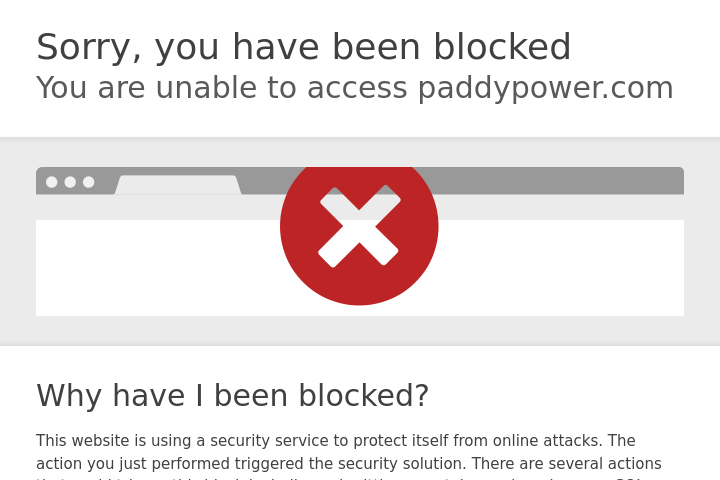 Sorry, you have been blocked
You are unable to access paddypower.com
Why have I been blocked?
This website is using a security service to protect itself from online attacks. The
action you just performed triggered the security solution. There are several actions